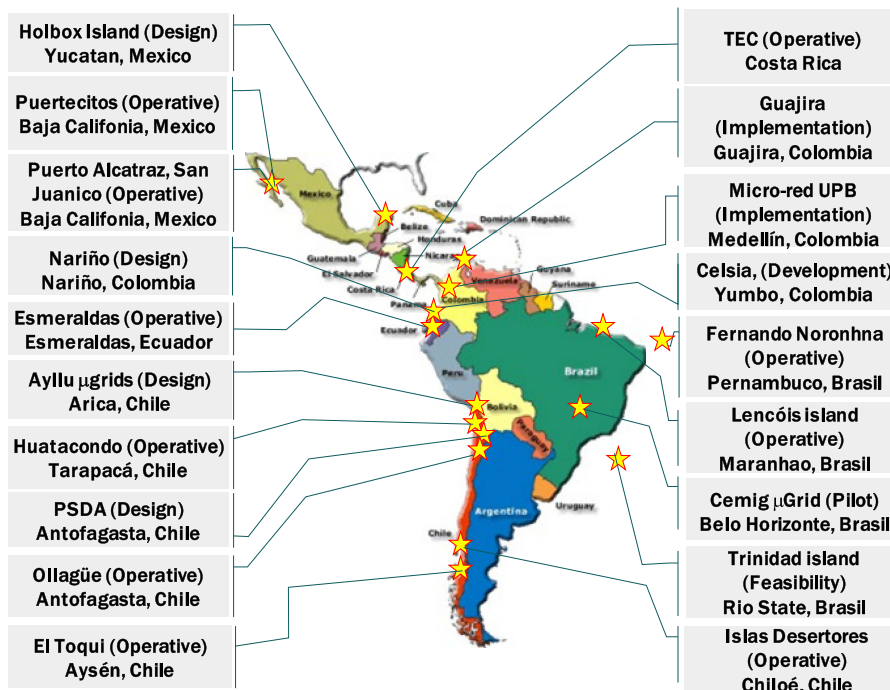 Holbox Island (Design)
Yucatan, Mexico
Puertecitos (Operative)
Baja Califonia, Mexico
Puerto Alcatraz, San
Juanico (Operative)
Baja Califonia, Mexico
Nariño (Design)
Nariño, Colombia
Esmeraldas (Operative)
Esmeraldas, Ecuador
Ayllu μgrids (Design)
Arica, Chile
Huatacondo (Operative)
Tarapacá, Chile
PSDA (Design)
Antofagasta, Chile
Ollagüe (Operative)
Antofagasta, Chile
El Toqui (Operative)
Aysén, Chile
Mexico
Cuba
Dominican Republic
Belize
Honduras
Guatemala
Nicara
El Salvador
Costa Rica
Panama
Venezuela
Guyana
Suriname
Colombia
Ecuador
Peru
Brazil
Bolivia
Paraguay
Uruguay
Argentina
Chile
TEC (Operative)
Costa Rica
Guajira
(Implementation)
Guajira, Colombia
Micro-red UPB
(Implementation)
Medellín, Colombia
Celsia, (Development)
Yumbo, Colombia
Fernando Noronhna
(Operative)
Pernambuco, Brasil
Lencóis island
(Operative)
Maranhao, Brasil
Cemig μGrid (Pilot)
Belo Horizonte, Brasil
Trinidad island
(Feasibility)
Rio State, Brasil
Islas Desertores
(Operative)
Chiloé, Chile